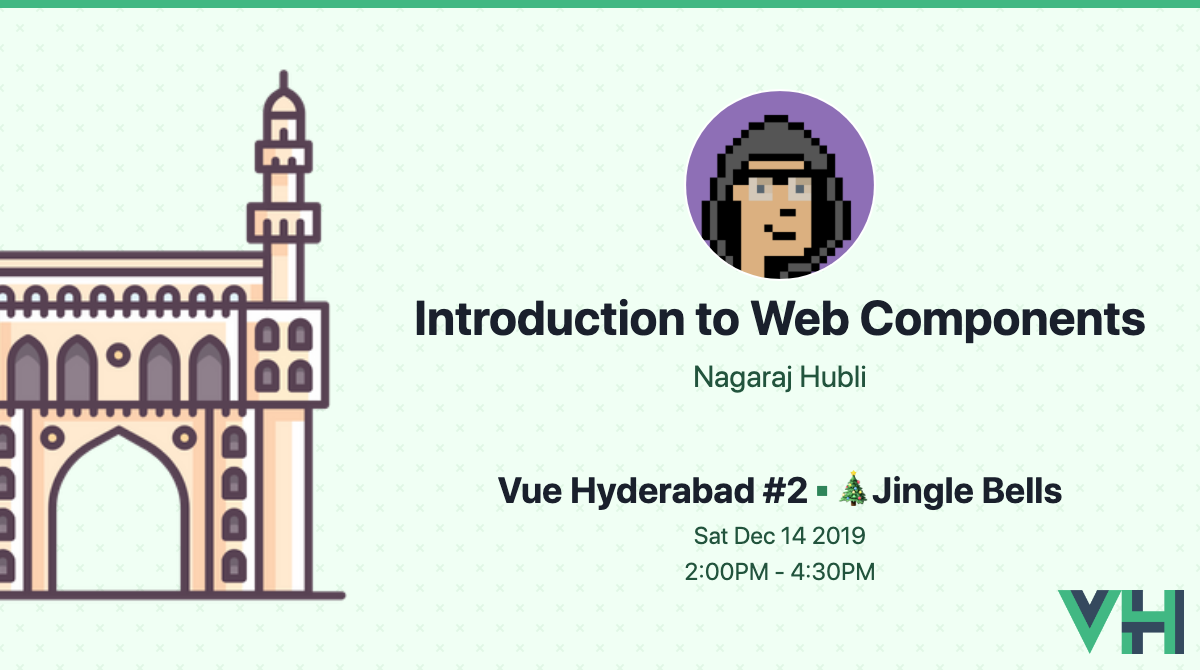 Introduction to Web Components
Nagaraj Hubli
Vue Hyderabad #2 ▪ 🎄Jingle Bells
Sat Dec 14 2019
2:00PM - 4:30PM
VH